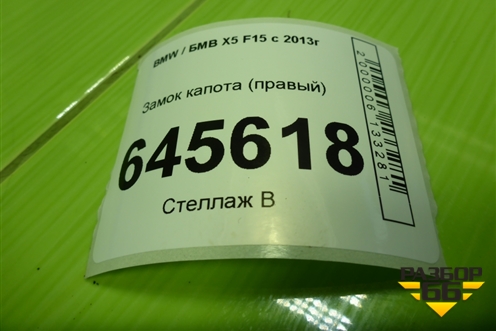 BMW / БМВ X5 F15 с 2013г
Замок капота (правый)
645618
Стеллаж В
2000006133281
РАЗБОР
66